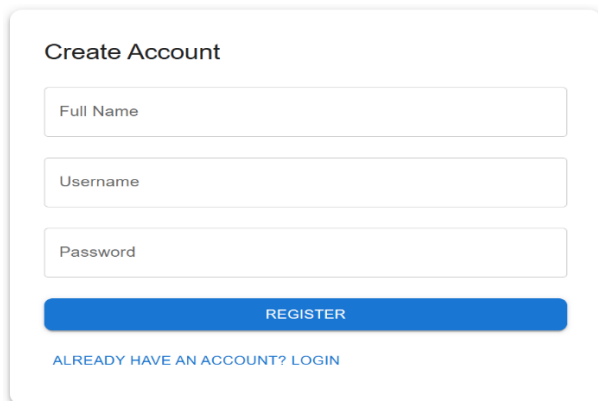 Create Account
Full Name
Username
Password
REGISTER
ALREADY HAVE AN ACCOUNT? LOGIN